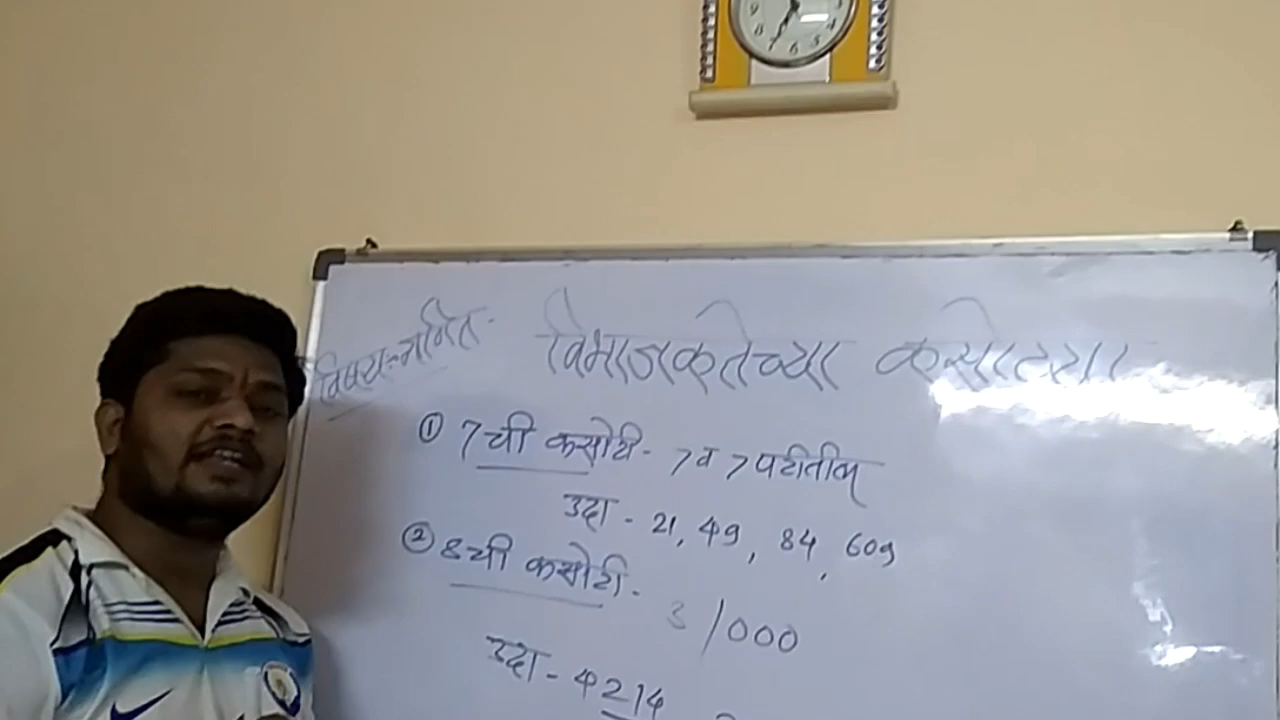 विषय:- गणित.
विभाजकतेच्या कसोट्या
① 7ची कसोटी - 7 व 7 पटीतील
उदा - 21, 49, 84, 609
② 8ची कसोटी - 3/000
उदा - 4214